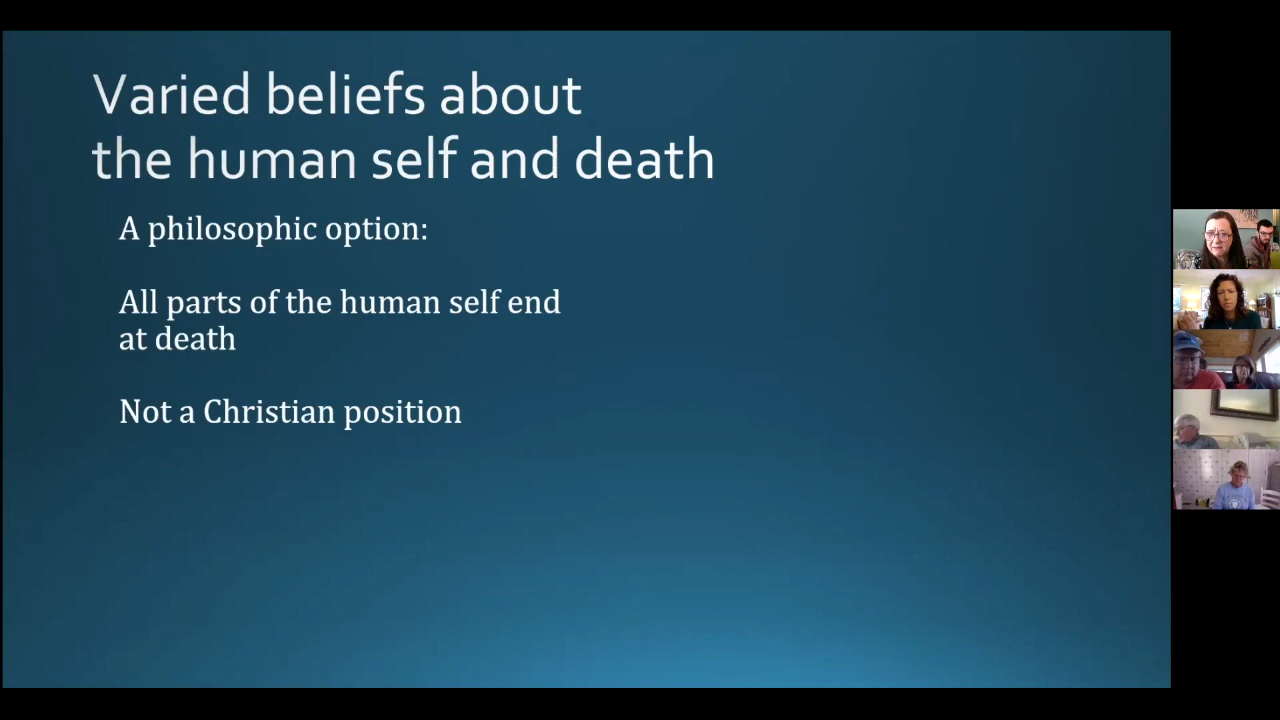 Varied beliefs about
the human self and death
A philosophic option:
All parts of the human self end
at death
Not a Christian position